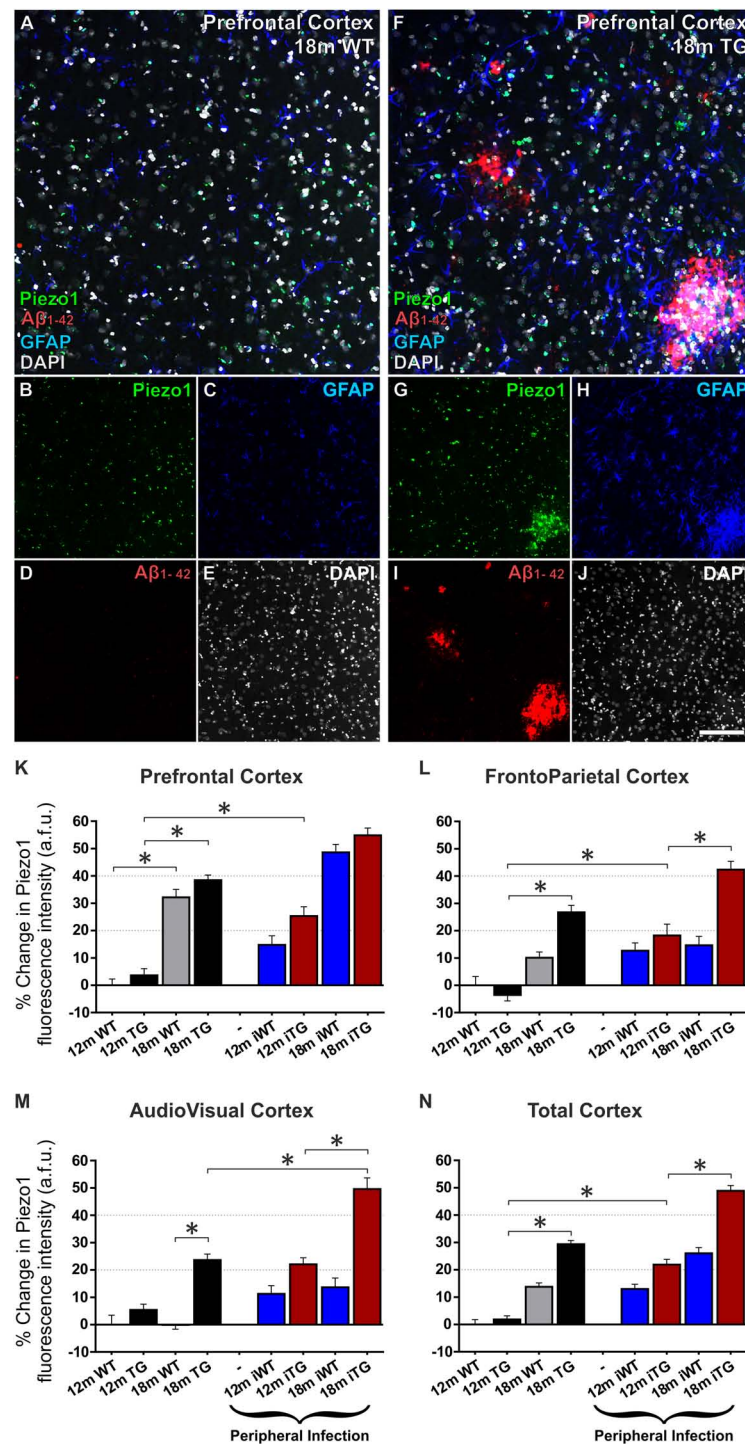 A
Prefrontal Cortex
18m WT
Piezo1
Aβ1-42
GFAP
DAPI
F
Prefrontal Cortex
18m TG
Piezo1
Aβ1-42
GFAP
DAPI
B Piezo1
C GFAP
G Piezo1
H GFAP
D Aβ1-42
E DAPI
I Aβ1-42
J DAPI
K Prefrontal Cortex
% Change in Piezo1
fluorescence intensity (a.f.u.)
60
50
40
30
20
10
0
-10
* * *
12m WT
12m TG
18m WT
18m TG
-
12m iWT
12m iTG
18m iWT
18m iTG
L FrontoParietal Cortex
60
50
40
30
20
10
0
-10
* * *
12m WT
12m TG
18m WT
18m TG
-
12m iWT
12m iTG
18m iWT
18m iTG
M AudioVisual Cortex
% Change in Piezo1
fluorescence intensity (a.f.u.)
60
50
40
30
20
10
0
-10
* * *
12m WT
12m TG
18m WT
18m TG
-
12m iWT
12m iTG
18m iWT
18m iTG
Peripheral Infection
N Total Cortex
60
50
40
30
20
10
0
-10
* * *
12m WT
12m TG
18m WT
18m TG
-
12m iWT
12m iTG
18m iWT
18m iTG
Peripheral Infection